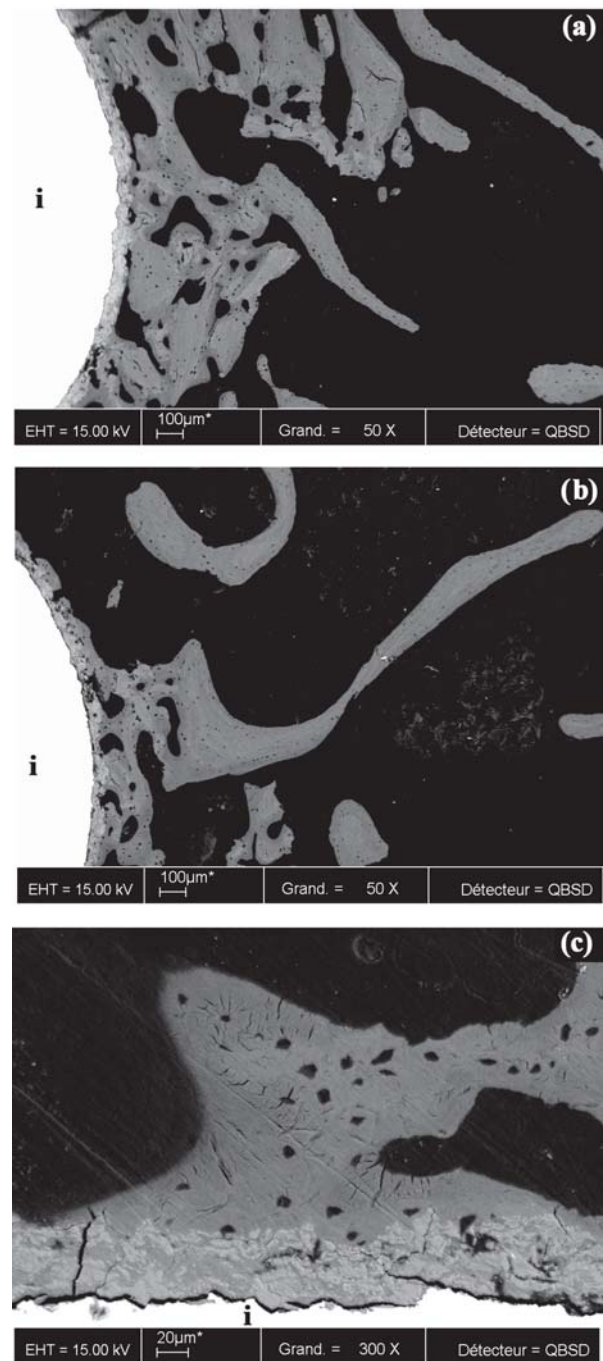 (a)
i
EHT = 15.00 kV 100µm* Grand. = 50 X Détecteur = QBSD
(b)
i
EHT = 15.00 kV 100µm* Grand. = 50 X Détecteur = QBSD
(c)
i
EHT = 15.00 kV 20µm* Grand. = 300 X Détecteur = QBSD